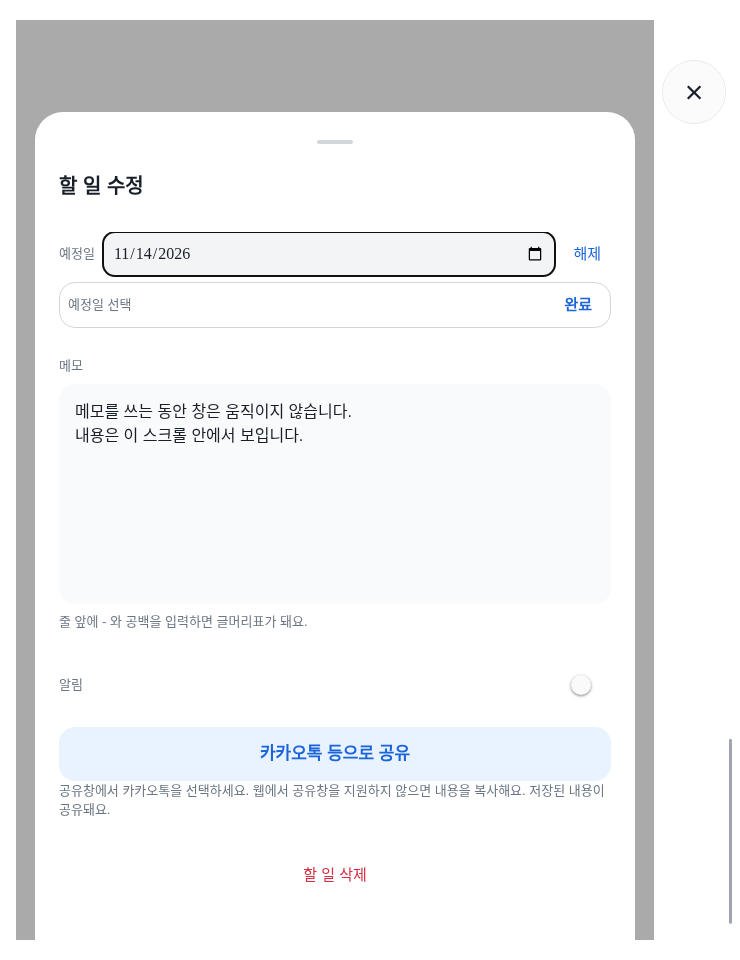 할 일 수정
예정일 11/14/2026 해제
예정일 선택 완료
메모
메모를 쓰는 동안 창은 움직이지 않습니다.
내용은 이 스크롤 안에서 보입니다.
줄 앞에 - 와 공백을 입력하면 글머리표가 돼요.
알림
카카오톡 등으로 공유
공유창에서 카카오톡을 선택하세요. 웹에서 공유창을 지원하지 않으면 내용을 복사해요. 저장된 내용이
공유돼요.
할 일 삭제